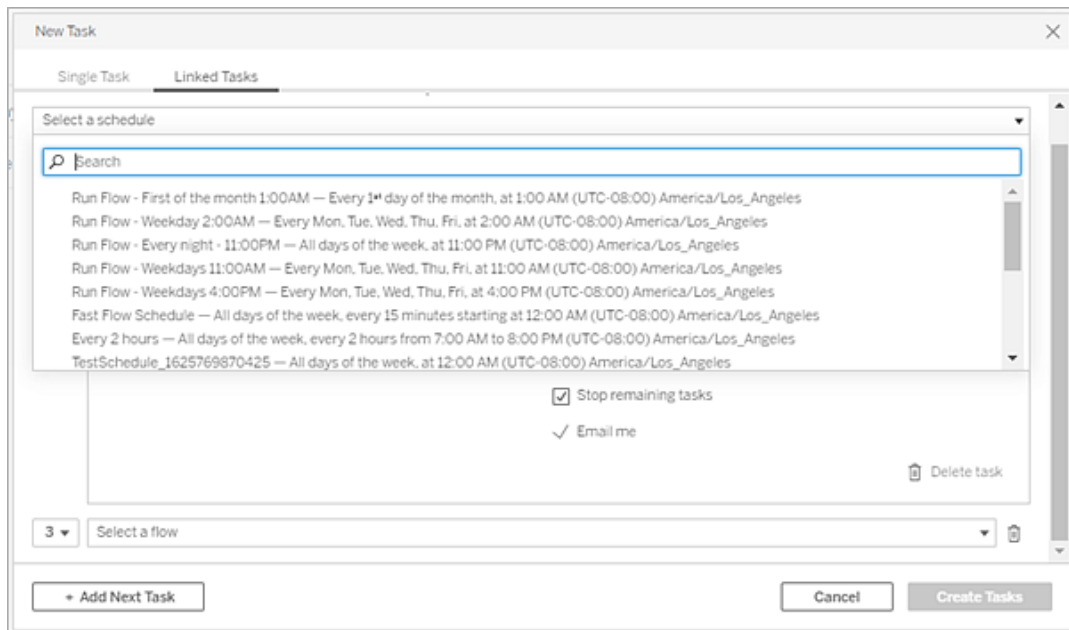 New Task
Single Task
Linked Tasks
Select a schedule
Search
Run Flow - First of the month 1:00AM — Every 1st day of the month, at 1:00 AM (UTC-08:00) America/Los_Angeles
Run Flow - Weekday 2:00AM — Every Mon, Tue, Wed, Thu, Fri, at 2:00 AM (UTC-08:00) America/Los_Angeles
Run Flow - Every night - 11:00PM — All days of the week, at 11:00 PM (UTC-08:00) America/Los_Angeles
Run Flow - Weekdays 11:00AM — Every Mon, Tue, Wed, Thu, Fri, at 11:00 AM (UTC-08:00) America/Los_Angeles
Run Flow - Weekdays 4:00PM — Every Mon, Tue, Wed, Thu, Fri, at 4:00 PM (UTC-08:00) America/Los_Angeles
Fast Flow Schedule — All days of the week, every 15 minutes starting at 12:00 AM (UTC-08:00) America/Los_Angeles
Every 2 hours — All days of the week, every 2 hours from 7:00 AM to 8:00 PM (UTC-08:00) America/Los_Angeles
TestSchedule_1625769870425 — All days of the week, at 12:00 AM (UTC-08:00) America/Los_Angeles
Stop remaining tasks
Email me
Delete task
3 Select a flow
+ Add Next Task
Cancel
Create Tasks